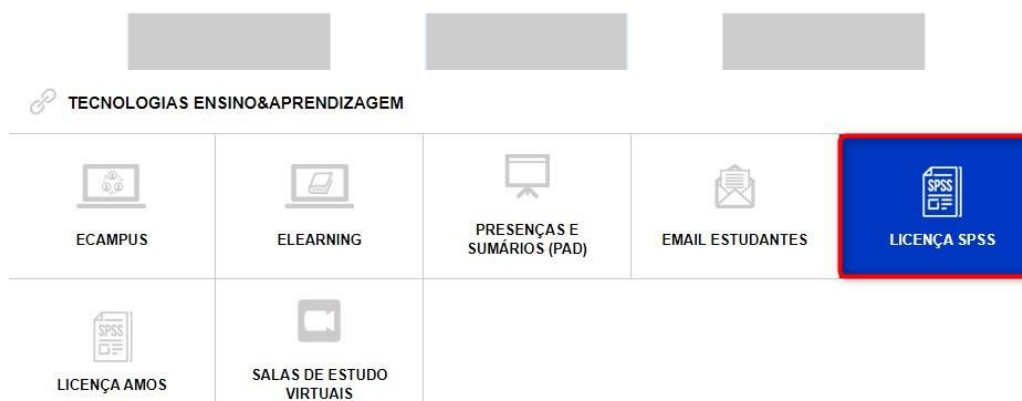 TECNOLOGIAS ENSINO&APRENDIZAGEM
ECAMPUS
ELEARNING
PRESENÇAS E
SUMÁRIOS (PAD)
EMAIL ESTUDANTES
SPSS
LICENÇA SPSS
SPSS
LICENÇA AMOS
SALAS DE ESTUDO
VIRTUAIS